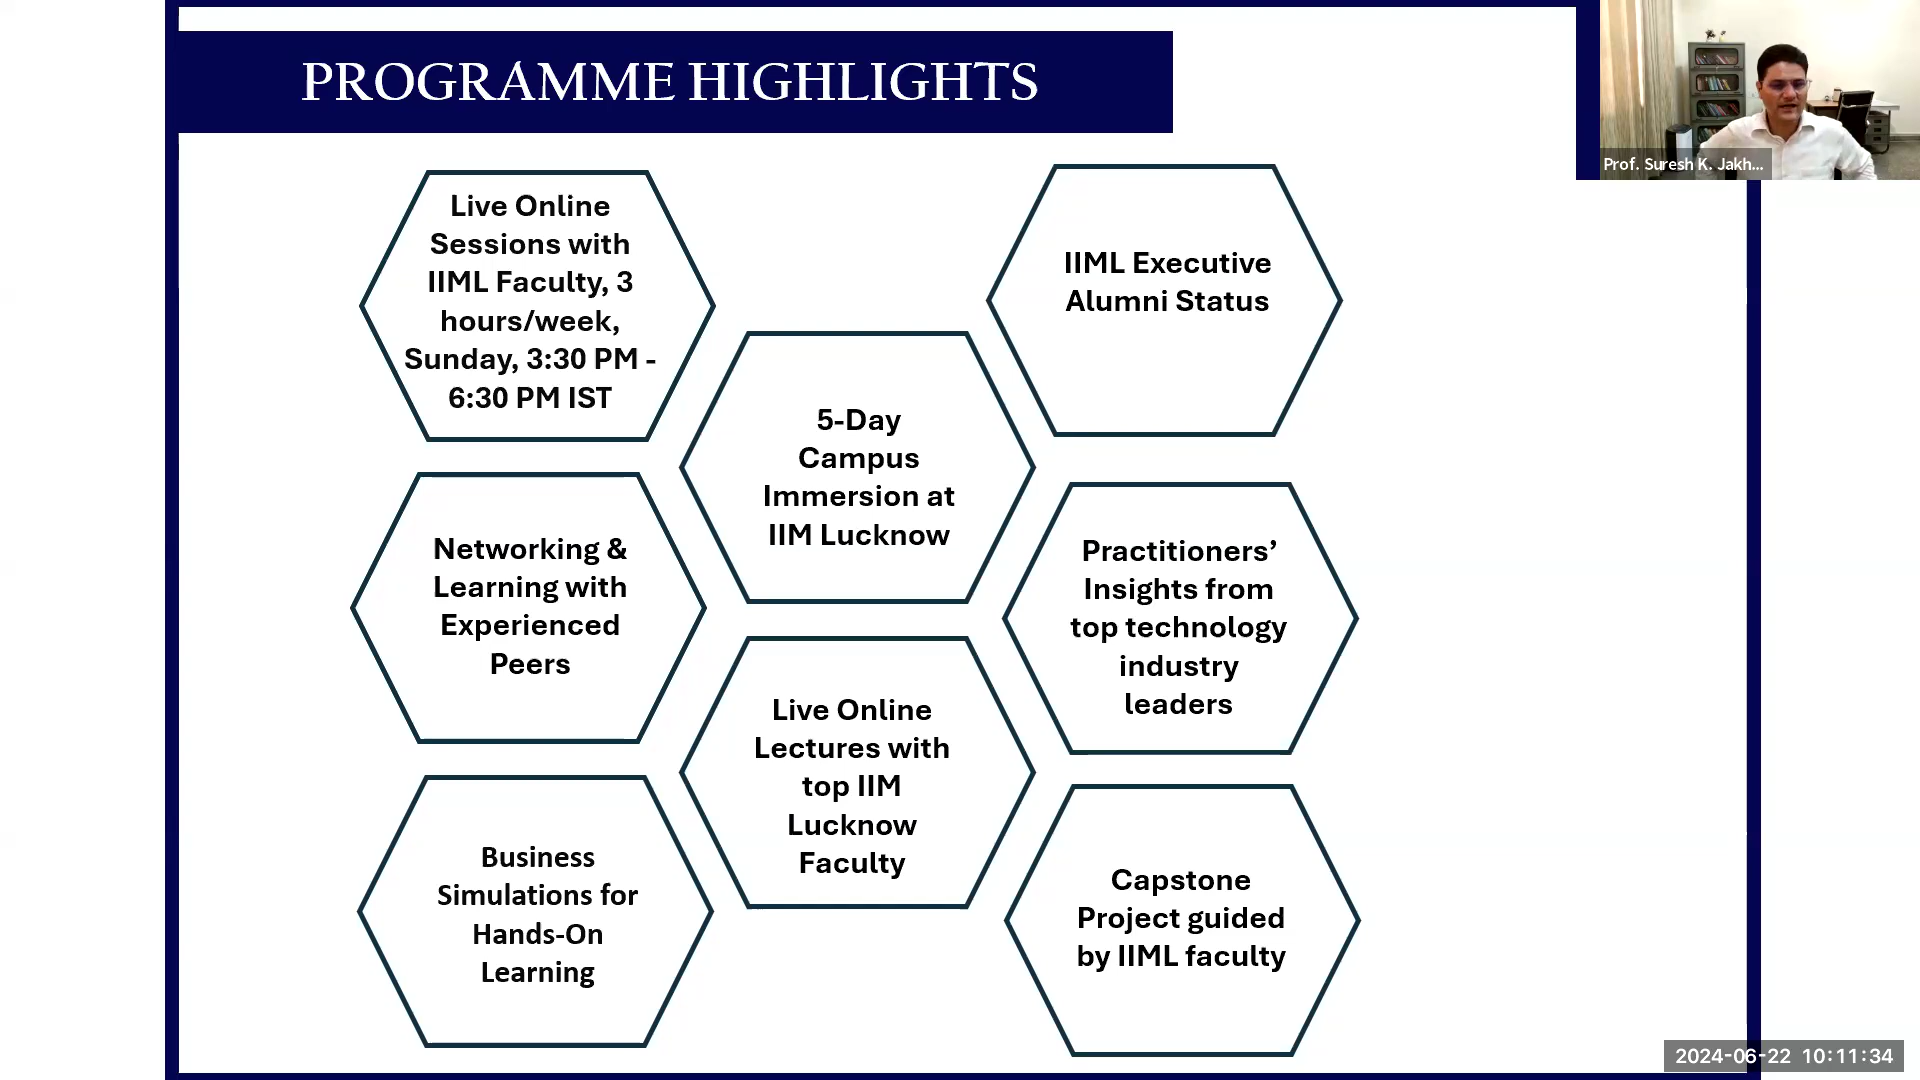 PROGRAMME HIGHLIGHTS
Prof. Suresh K. Jakh...
Live Online
Sessions with
IIML Faculty, 3
hours/week,
Sunday, 3:30 PM -
6:30 PM IST
IIML Executive
Alumni Status
5-Day
Campus
Immersion at
IIM Lucknow
Networking &
Learning with
Experienced
Peers
Practitioners’
Insights from
top technology
industry
leaders
Live Online
Lectures with
top IIM
Lucknow
Faculty
Business
Simulations for
Hands-On
Learning
Capstone
Project guided
by IIML faculty
2024-06-22 10:11:34